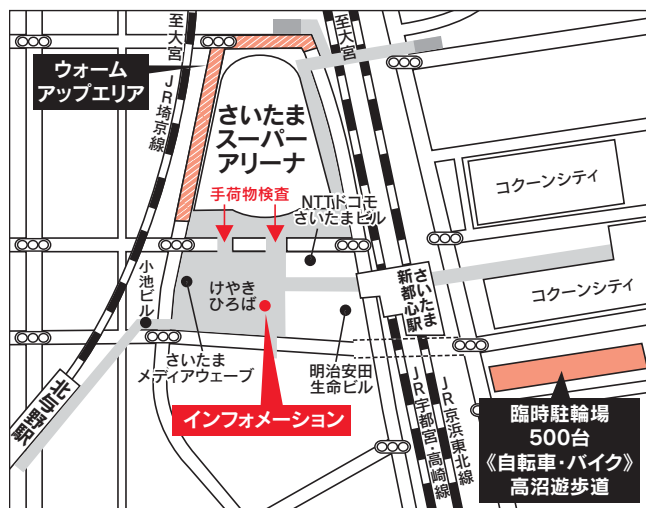 至大宮
JR埼京線
ウォーム
アップエリア
さいたま
スーパー
アリーナ
至大宮
手荷物検査
NTTドコモ
さいたまビル
コクーンシティ
コクーンシティ
小池ビル
けやき
ひろば
さいたま
新都心駅
さいたま
メディアウェーブ
明治安田
生命ビル
北与野駅
インフォメーション
JR宇都宮・高崎線
JR京浜東北線
臨時駐輪場
500台
《自転車・バイク》
高沼遊歩道